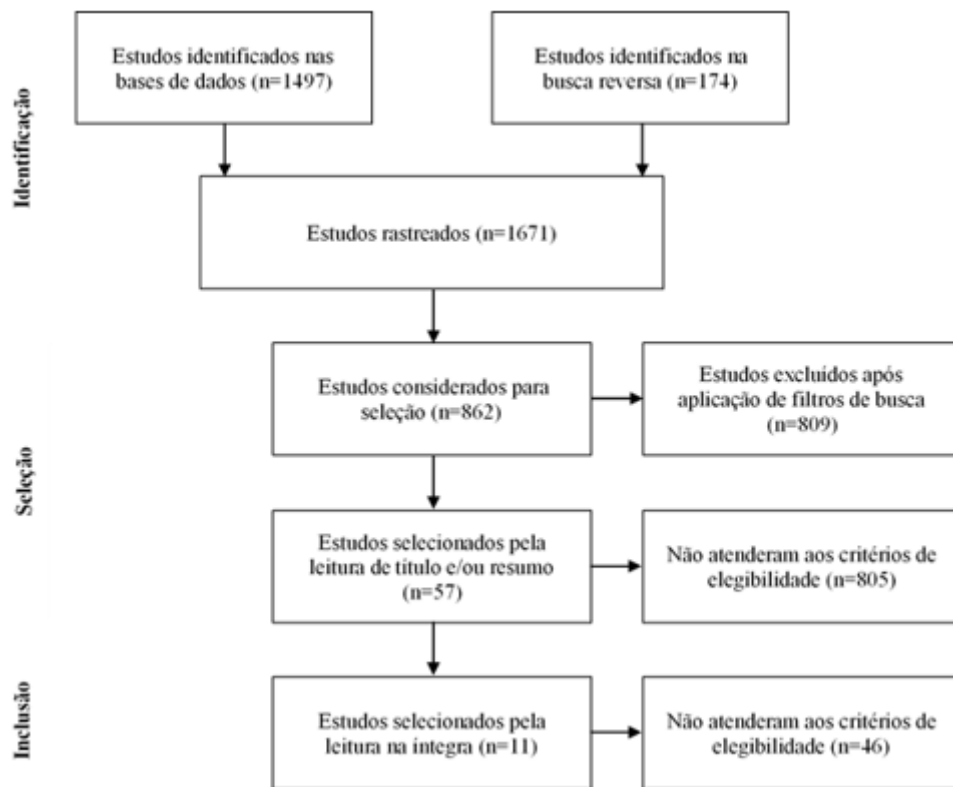 Identificação
Estudos identificados nas
bases de dados (n=1497)
Estudos identificados na
busca reversa (n=174)
Estudos rastreados (n=1671)
Seleção
Estudos considerados para
seleção (n=862)
Estudos excluídos após
aplicação de filtros de busca
(n=809)
Estudos selecionados pela
leitura de título e/ou resumo
(n=57)
Não atenderam aos critérios de
elegibilidade (n=805)
Inclusão
Estudos selecionados pela
leitura na íntegra (n=11)
Não atenderam aos critérios de
elegibilidade (n=46)